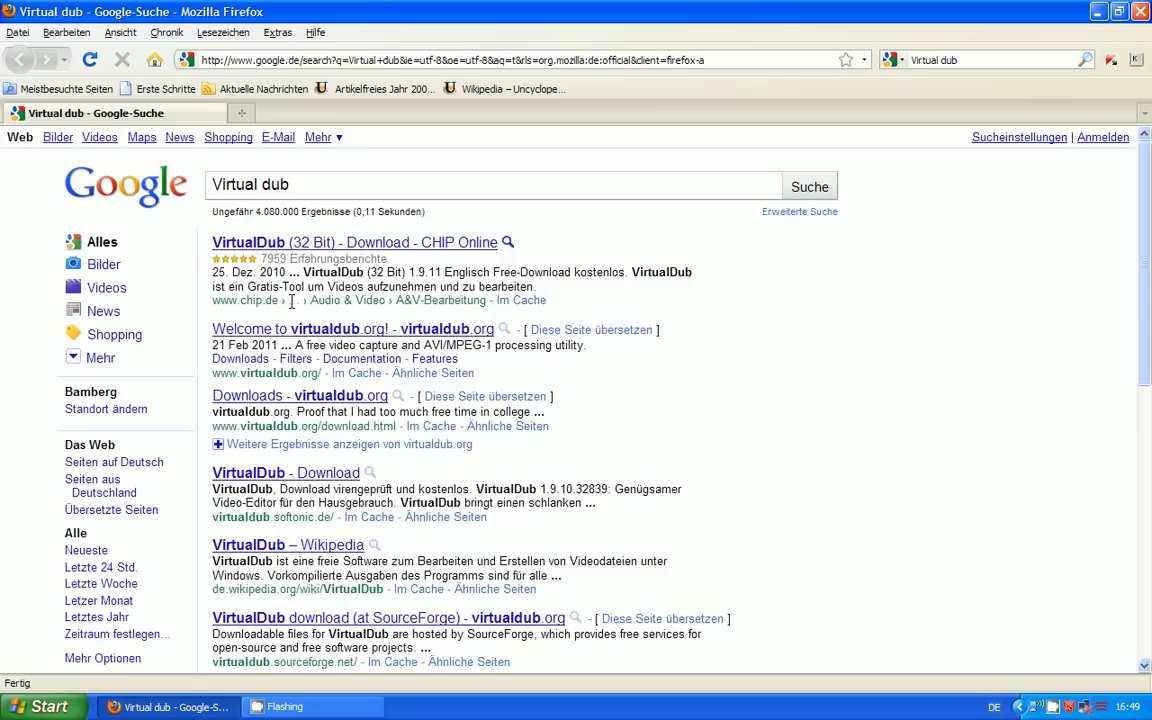 Virtual dub - Google-Suche - Mozilla Firefox
Datei Bearbeiten Ansicht Chronik Lesezeichen Extras Hilfe
http://www.google.de/search?q=Virtual+dub&ie=utf-8&oe=utf-8&aq=t&rls=org.mozilla:de:official&client=firefox-a Virtual dub
Meistbesuchte Seiten Erste Schritte Aktuelle Nachrichten Artikelfreies Jahr 200... Wikipedia – Uncyclope...
Virtual dub - Google-Suche
Web Bilder Videos Maps News Shopping E-Mail Mehr ▼ Sucheinstellungen | Anmelden
Google Virtual dub Suche
Ungefähr 4.080.000 Ergebnisse (0,11 Sekunden) Erweiterte Suche
Alles
Bilder
Videos
News
Shopping
Mehr
Bamberg
Standort ändern
Das Web
Seiten auf Deutsch
Seiten aus
Deutschland
Übersetzte Seiten
Alle
Neueste
Letzte 24 Std.
Letzte Woche
Letzer Monat
Letztes Jahr
Zeitraum festlegen...
Mehr Optionen
VirtualDub (32 Bit) - Download - CHIP Online
7959 Erfahrungsberichte
25. Dez. 2010 ... VirtualDub (32 Bit) 1.9.11 Englisch Free-Download kostenlos. VirtualDub
ist ein Gratis-Tool um Videos aufzunehmen und zu bearbeiten.
www.chip.de › ... › Audio & Video › A&V-Bearbeitung - Im Cache
Welcome to virtualdub.org! - virtualdub.org - [ Diese Seite übersetzen ]
21 Feb 2011 ... A free video capture and AVI/MPEG-1 processing utility.
Downloads - Filters - Documentation - Features
www.virtualdub.org/ - Im Cache - Ähnliche Seiten
Downloads - virtualdub.org - [ Diese Seite übersetzen ]
virtualdub.org. Proof that I had too much free time in college ...
www.virtualdub.org/download.html - Im Cache - Ähnliche Seiten
Weitere Ergebnisse anzeigen von virtualdub.org
VirtualDub - Download
VirtualDub, Download virengeprüft und kostenlos. VirtualDub 1.9.10.32839: Genügsamer
Video-Editor für den Hausgebrauch. VirtualDub bringt einen schlanken ...
virtualdub.softonic.de/ - Im Cache - Ähnliche Seiten
VirtualDub – Wikipedia
VirtualDub ist eine freie Software zum Bearbeiten und Erstellen von Videodateien unter
Windows. Vorkompilierte Ausgaben des Programms sind für alle ...
de.wikipedia.org/wiki/VirtualDub - Im Cache - Ähnliche Seiten
VirtualDub download (at SourceForge) - virtualdub.org - [ Diese Seite übersetzen ]
Downloadable files for VirtualDub are hosted by SourceForge, which provides free services for
open-source and free software projects. ...
virtualdub.sourceforge.net/ - Im Cache - Ähnliche Seiten
Fertig
Start Virtual dub - Google-S... Flashing DE 16:49